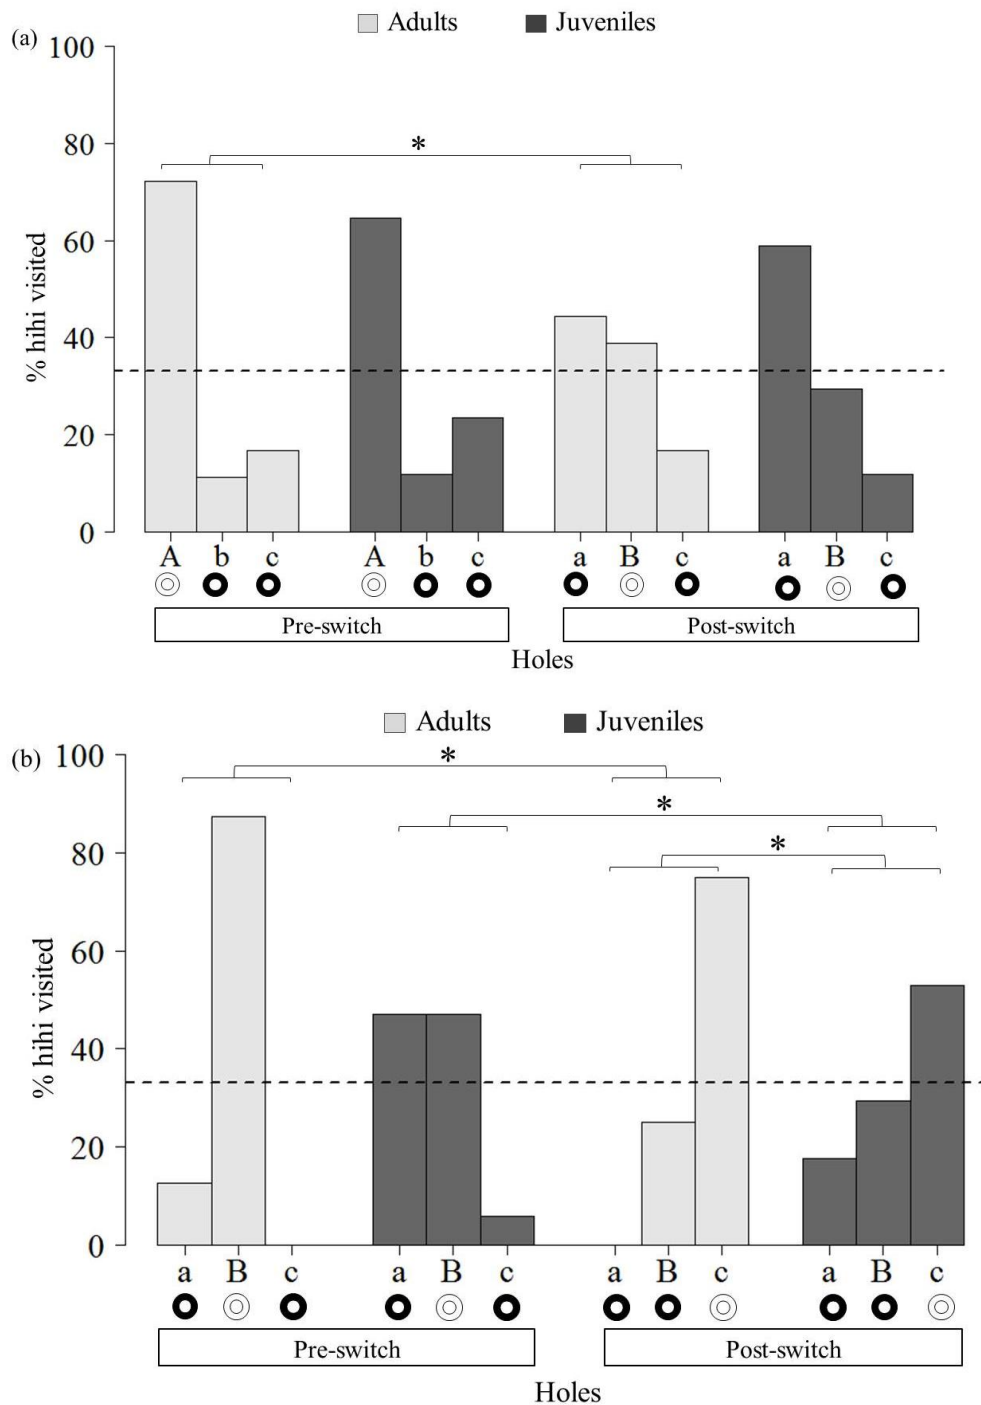 Adults Juveniles
(a)
100
80
60
40
20
0
% hihi visited
*
A b c A b c a B c a B c
Pre-switch Post-switch
Holes
Adults Juveniles
(b)
100
80
60
40
20
0
% hihi visited
*
*
*
a B c a B c a B c a B c
Pre-switch Post-switch
Holes